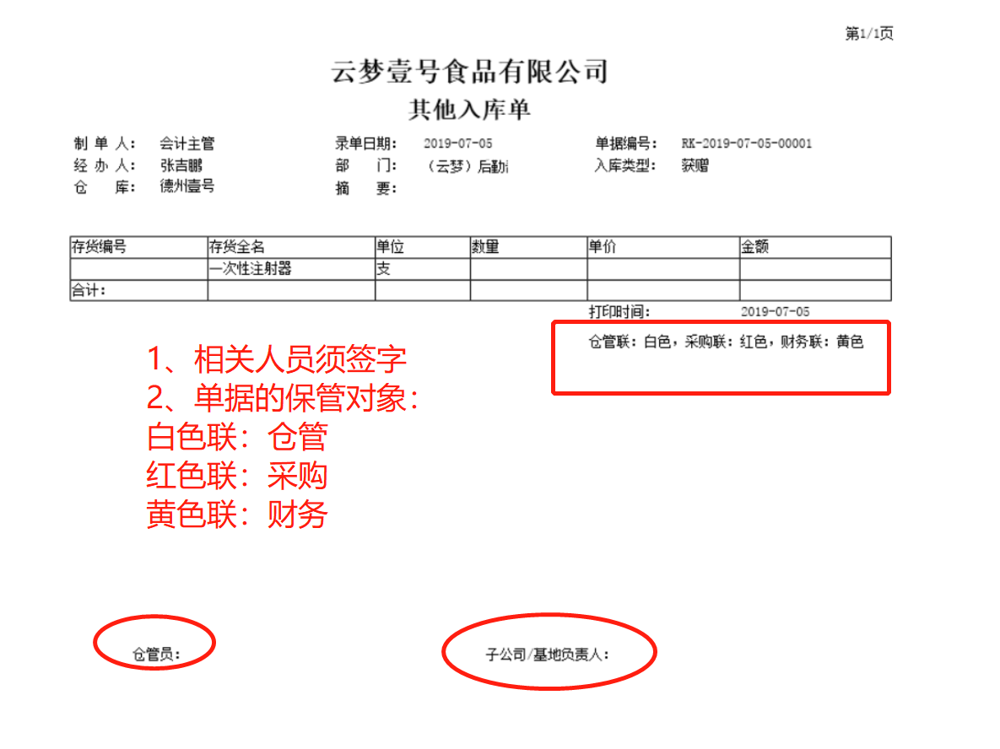 第1/1页
云梦壹号食品有限公司
其他入库单
制 单 人： 会计主管 录单日期： 2019-07-05 单据编号： RK-2019-07-05-00001
经 办 人： 张吉鹏 部 门： （云梦）后勤 入库类型： 获赠
仓 库： 德州壹号 摘 要：
存货编号 存货全名 单位 数量 单价 金额
一次性注射器 支
合计：
打印时间： 2019-07-05
仓管联：白色，采购联：红色，财务联：黄色
1、相关人员须签字
2、单据的保管对象：
白色联：仓管
红色联：采购
黄色联：财务
仓管员： 子公司/基地负责人：